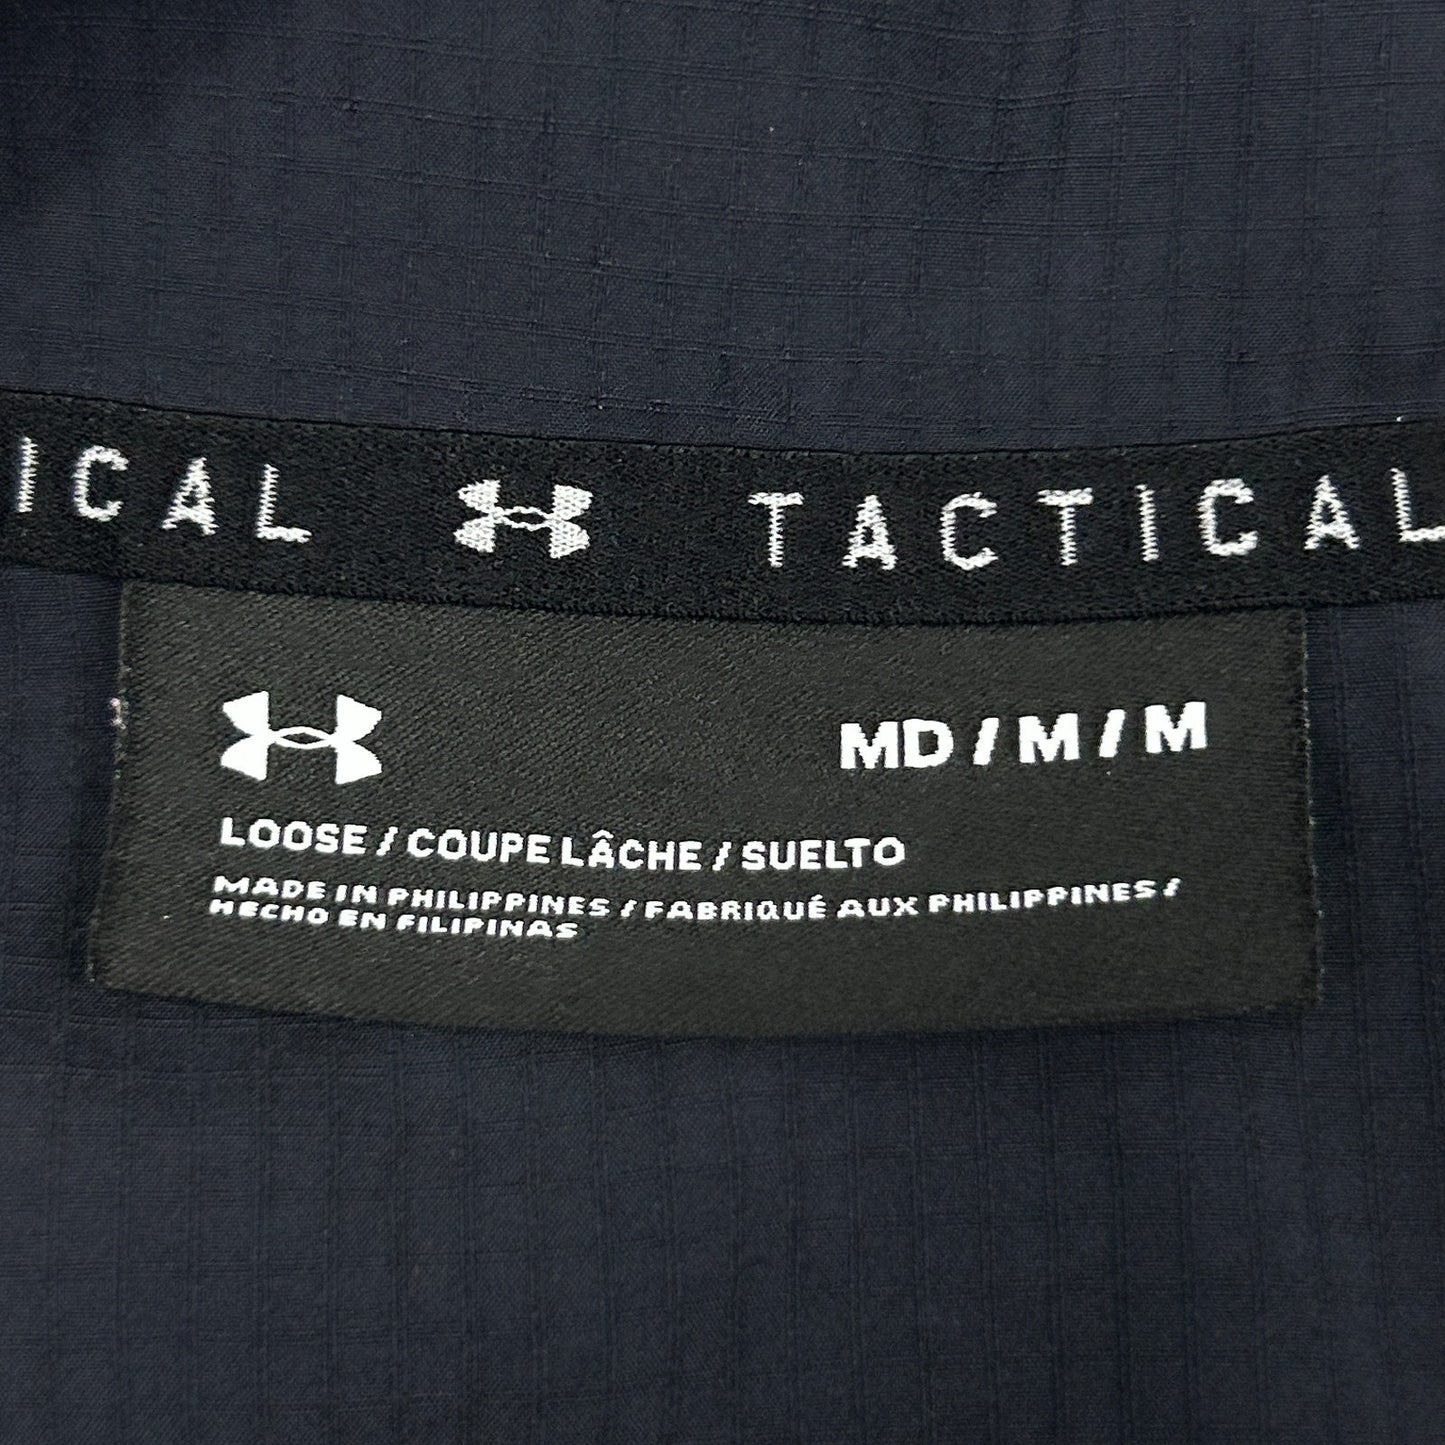 ICAL TACTICAL
MD / M / M
LOOSE / COUPE LÂCHE / SUELTO
MADE IN PHILIPPINES / FABRIQUÉ AUX PHILIPPINES /
HECHO EN FILIPINAS